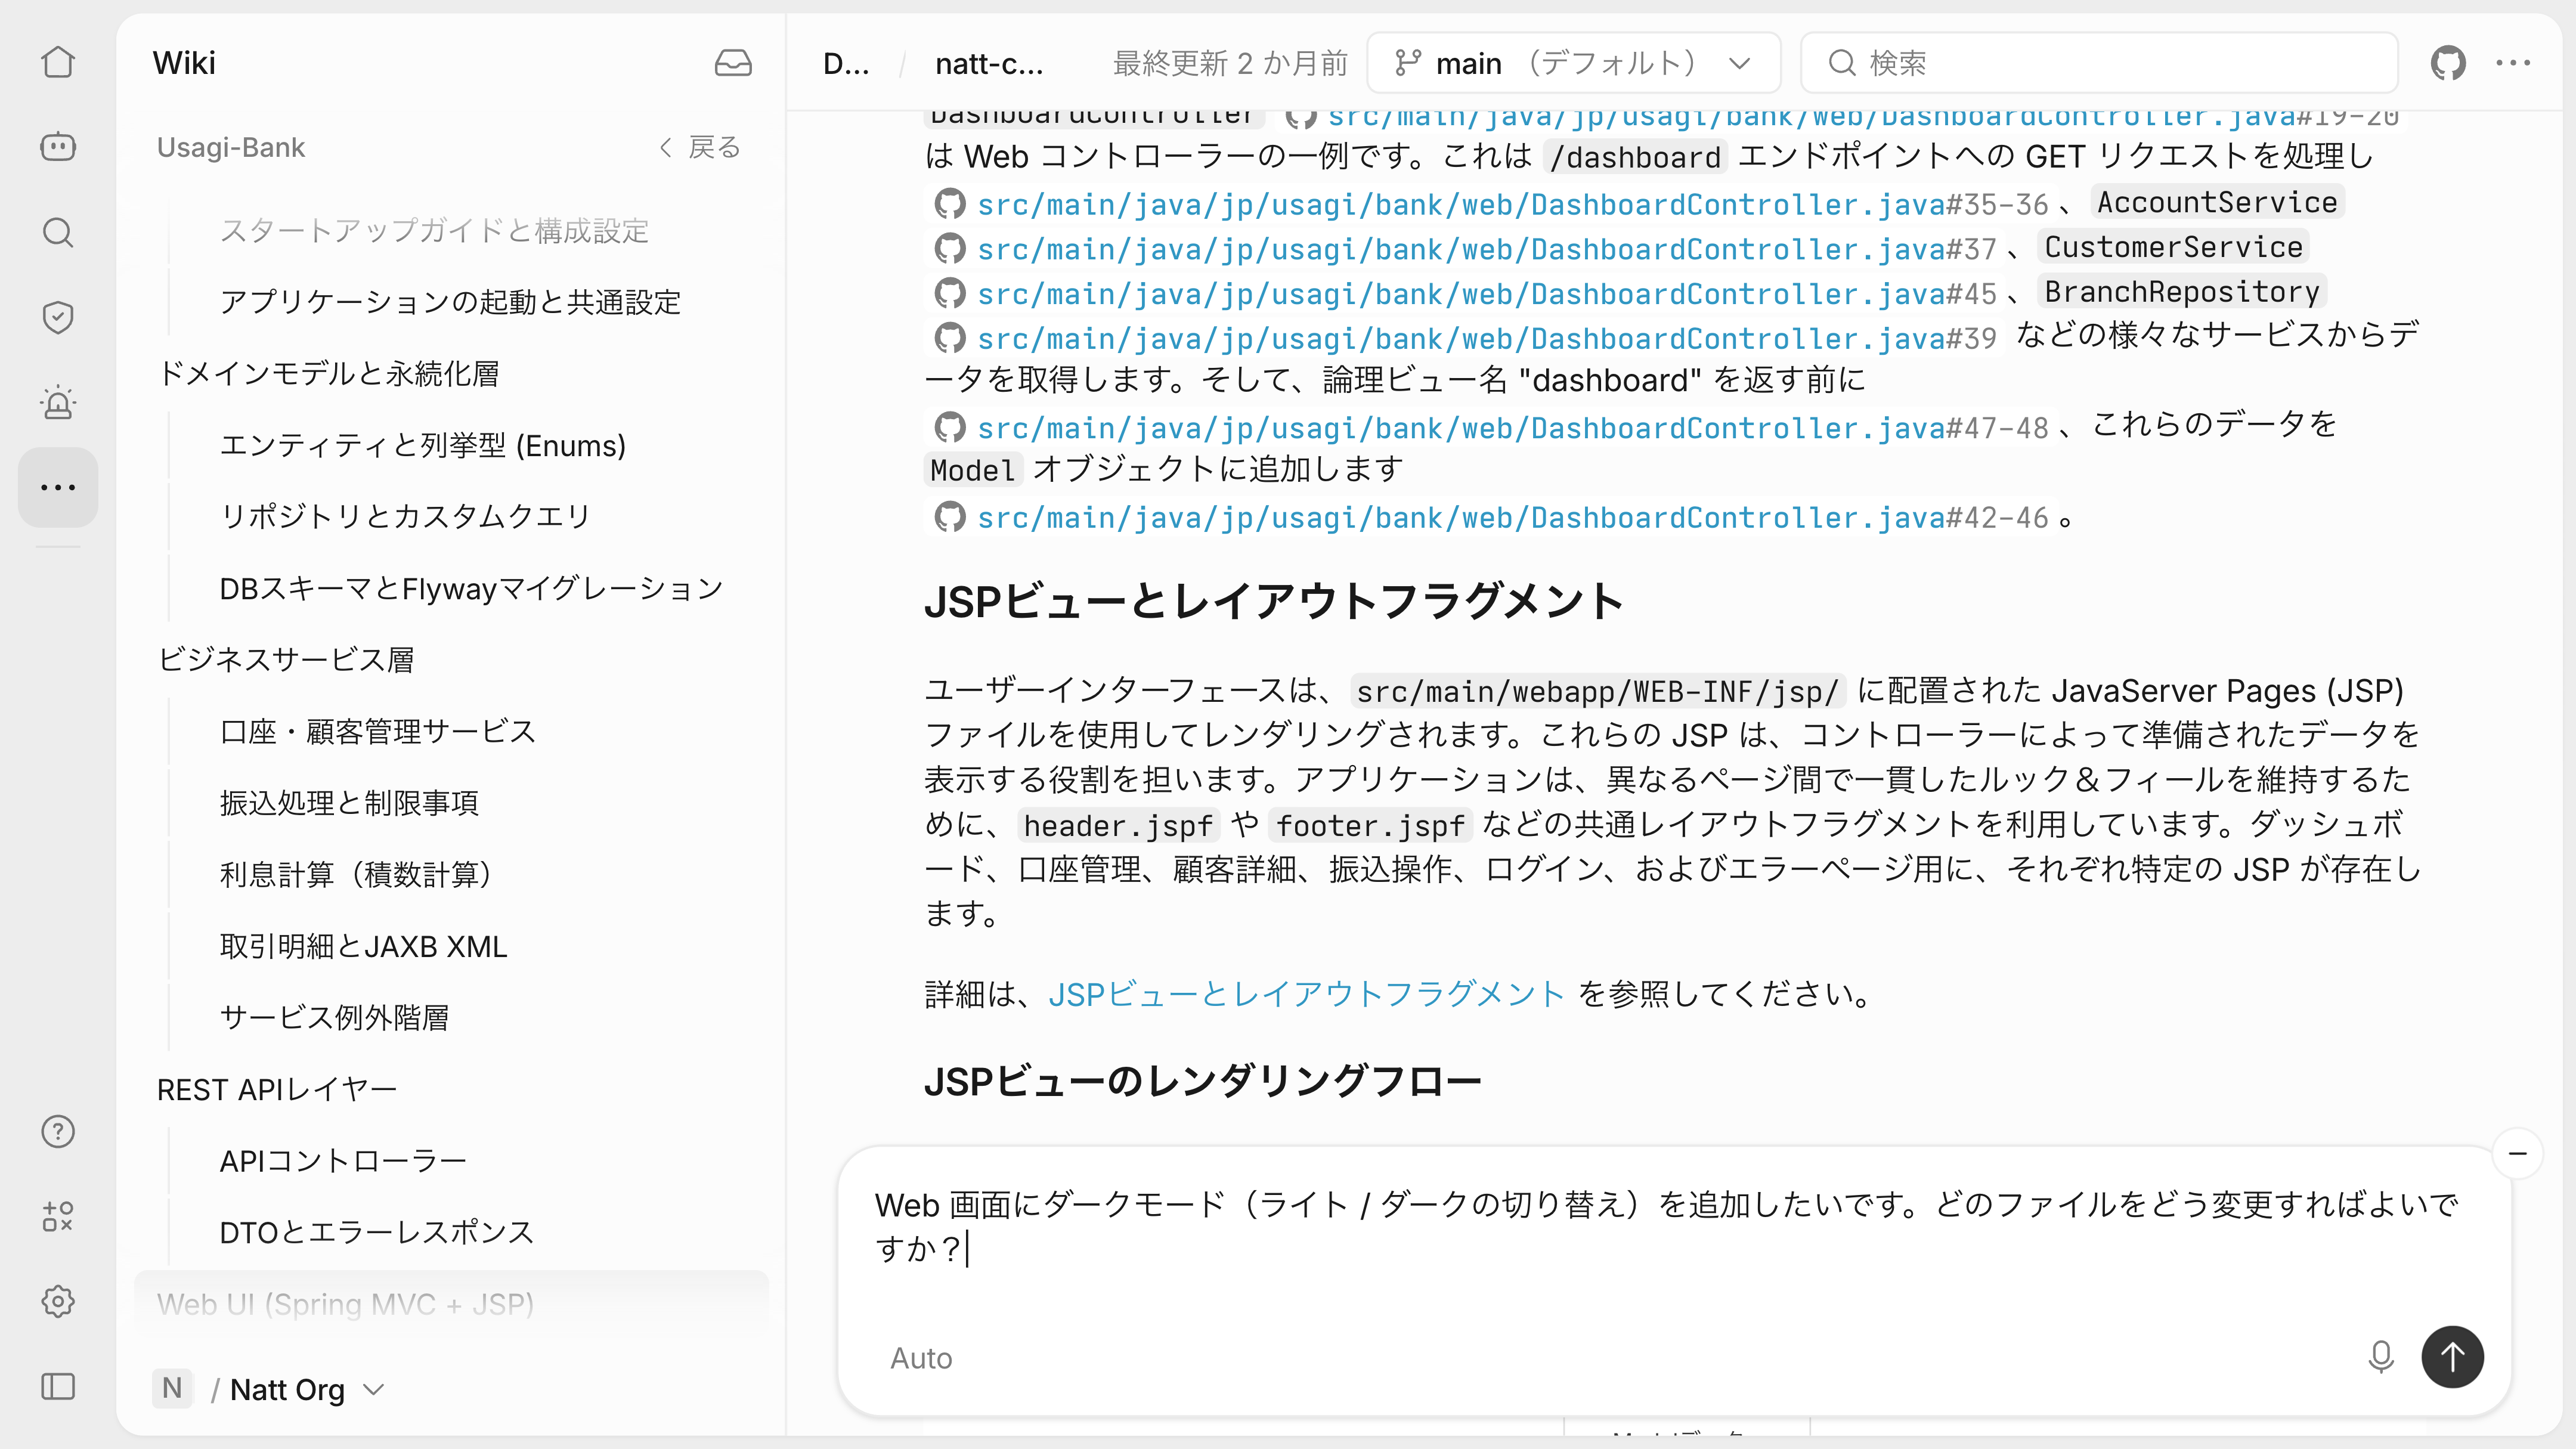 Wiki
Usagi-Bank
戻る
スタートアップガイドと構成設定
アプリケーションの起動と共通設定
ドメインモデルと永続化層
エンティティと列挙型 (Enums)
リポジトリとカスタムクエリ
DBスキーマとFlywayマイグレーション
ビジネスサービス層
口座・顧客管理サービス
振込処理と制限事項
利息計算（積数計算）
取引明細とJAXB XML
サービス例外階層
REST APIレイヤー
APIコントローラー
DTOとエラーレスポンス
Web UI (Spring MVC + JSP)
N / Natt Org
D... / natt-c... 最終更新 2 か月前 main （デフォルト） 検索
DashboardController src/main/java/jp/usagi/bank/web/DashboardController.java#19-20
は Web コントローラーの一例です。これは /dashboard エンドポイントへの GET リクエストを処理し
src/main/java/jp/usagi/bank/web/DashboardController.java#35-36 、 AccountService
src/main/java/jp/usagi/bank/web/DashboardController.java#37 、 CustomerService
src/main/java/jp/usagi/bank/web/DashboardController.java#45 、 BranchRepository
src/main/java/jp/usagi/bank/web/DashboardController.java#39 などの様々なサービスからデ
ータを取得します。そして、論理ビュー名 "dashboard" を返す前に
src/main/java/jp/usagi/bank/web/DashboardController.java#47-48 、これらのデータを
Model オブジェクトに追加します
src/main/java/jp/usagi/bank/web/DashboardController.java#42-46 。
JSPビューとレイアウトフラグメント
ユーザーインターフェースは、 src/main/webapp/WEB-INF/jsp/ に配置された JavaServer Pages (JSP)
ファイルを使用してレンダリングされます。これらの JSP は、コントローラーによって準備されたデータを
表示する役割を担います。アプリケーションは、異なるページ間で一貫したルック＆フィールを維持するた
めに、 header.jspf や footer.jspf などの共通レイアウトフラグメントを利用しています。ダッシュボ
ード、口座管理、顧客詳細、振込操作、ログイン、およびエラーページ用に、それぞれ特定の JSP が存在し
ます。
詳細は、JSPビューとレイアウトフラグメント を参照してください。
JSPビューのレンダリングフロー
Web 画面にダークモード（ライト / ダークの切り替え）を追加したいです。どのファイルをどう変更すればよいで
すか？
Auto